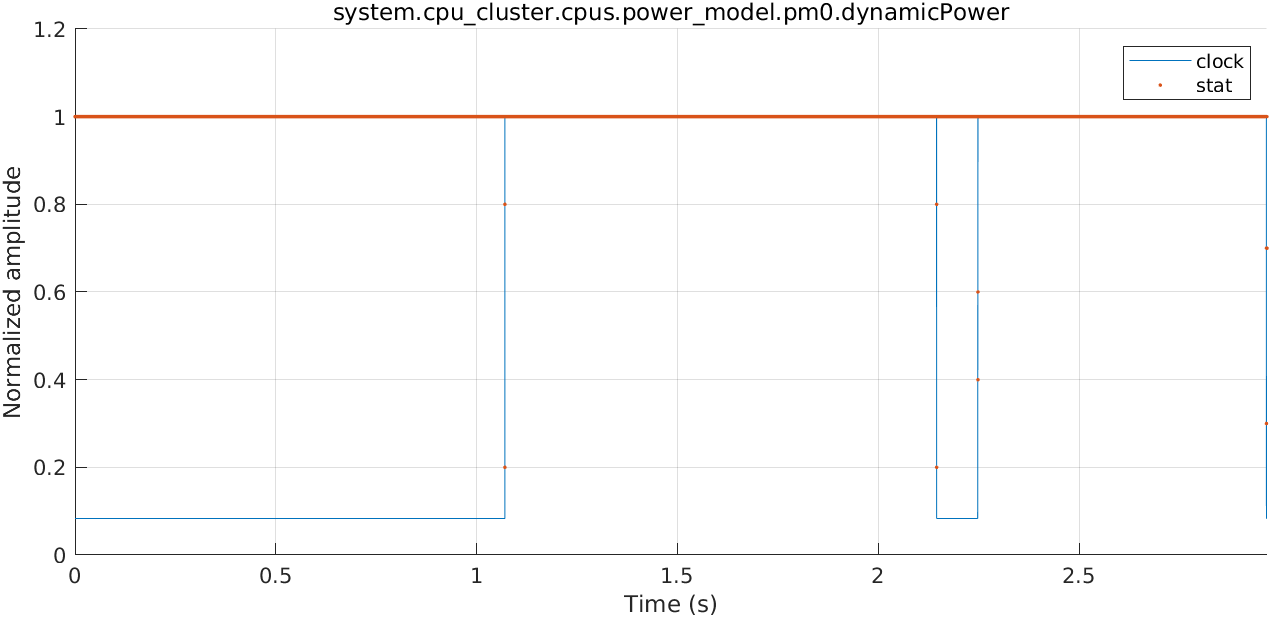 system.cpu_cluster.cpus.power_model.pm0.dynamicPower
1.2
1
0.8
0.6
0.4
0.2
0
Normalized amplitude
clock
stat
0 0.5 1 1.5 2 2.5
Time (s)